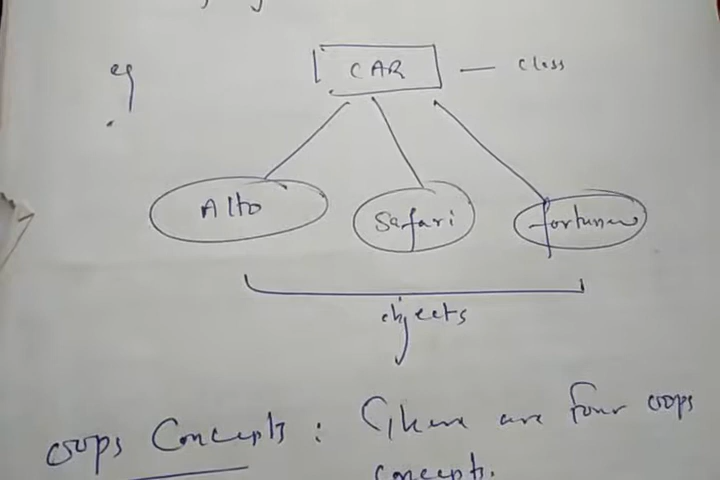 eg
CAR — class
Alto Safari fortuner
objects
OOPS Concepts : There are four OOPS
concepts.